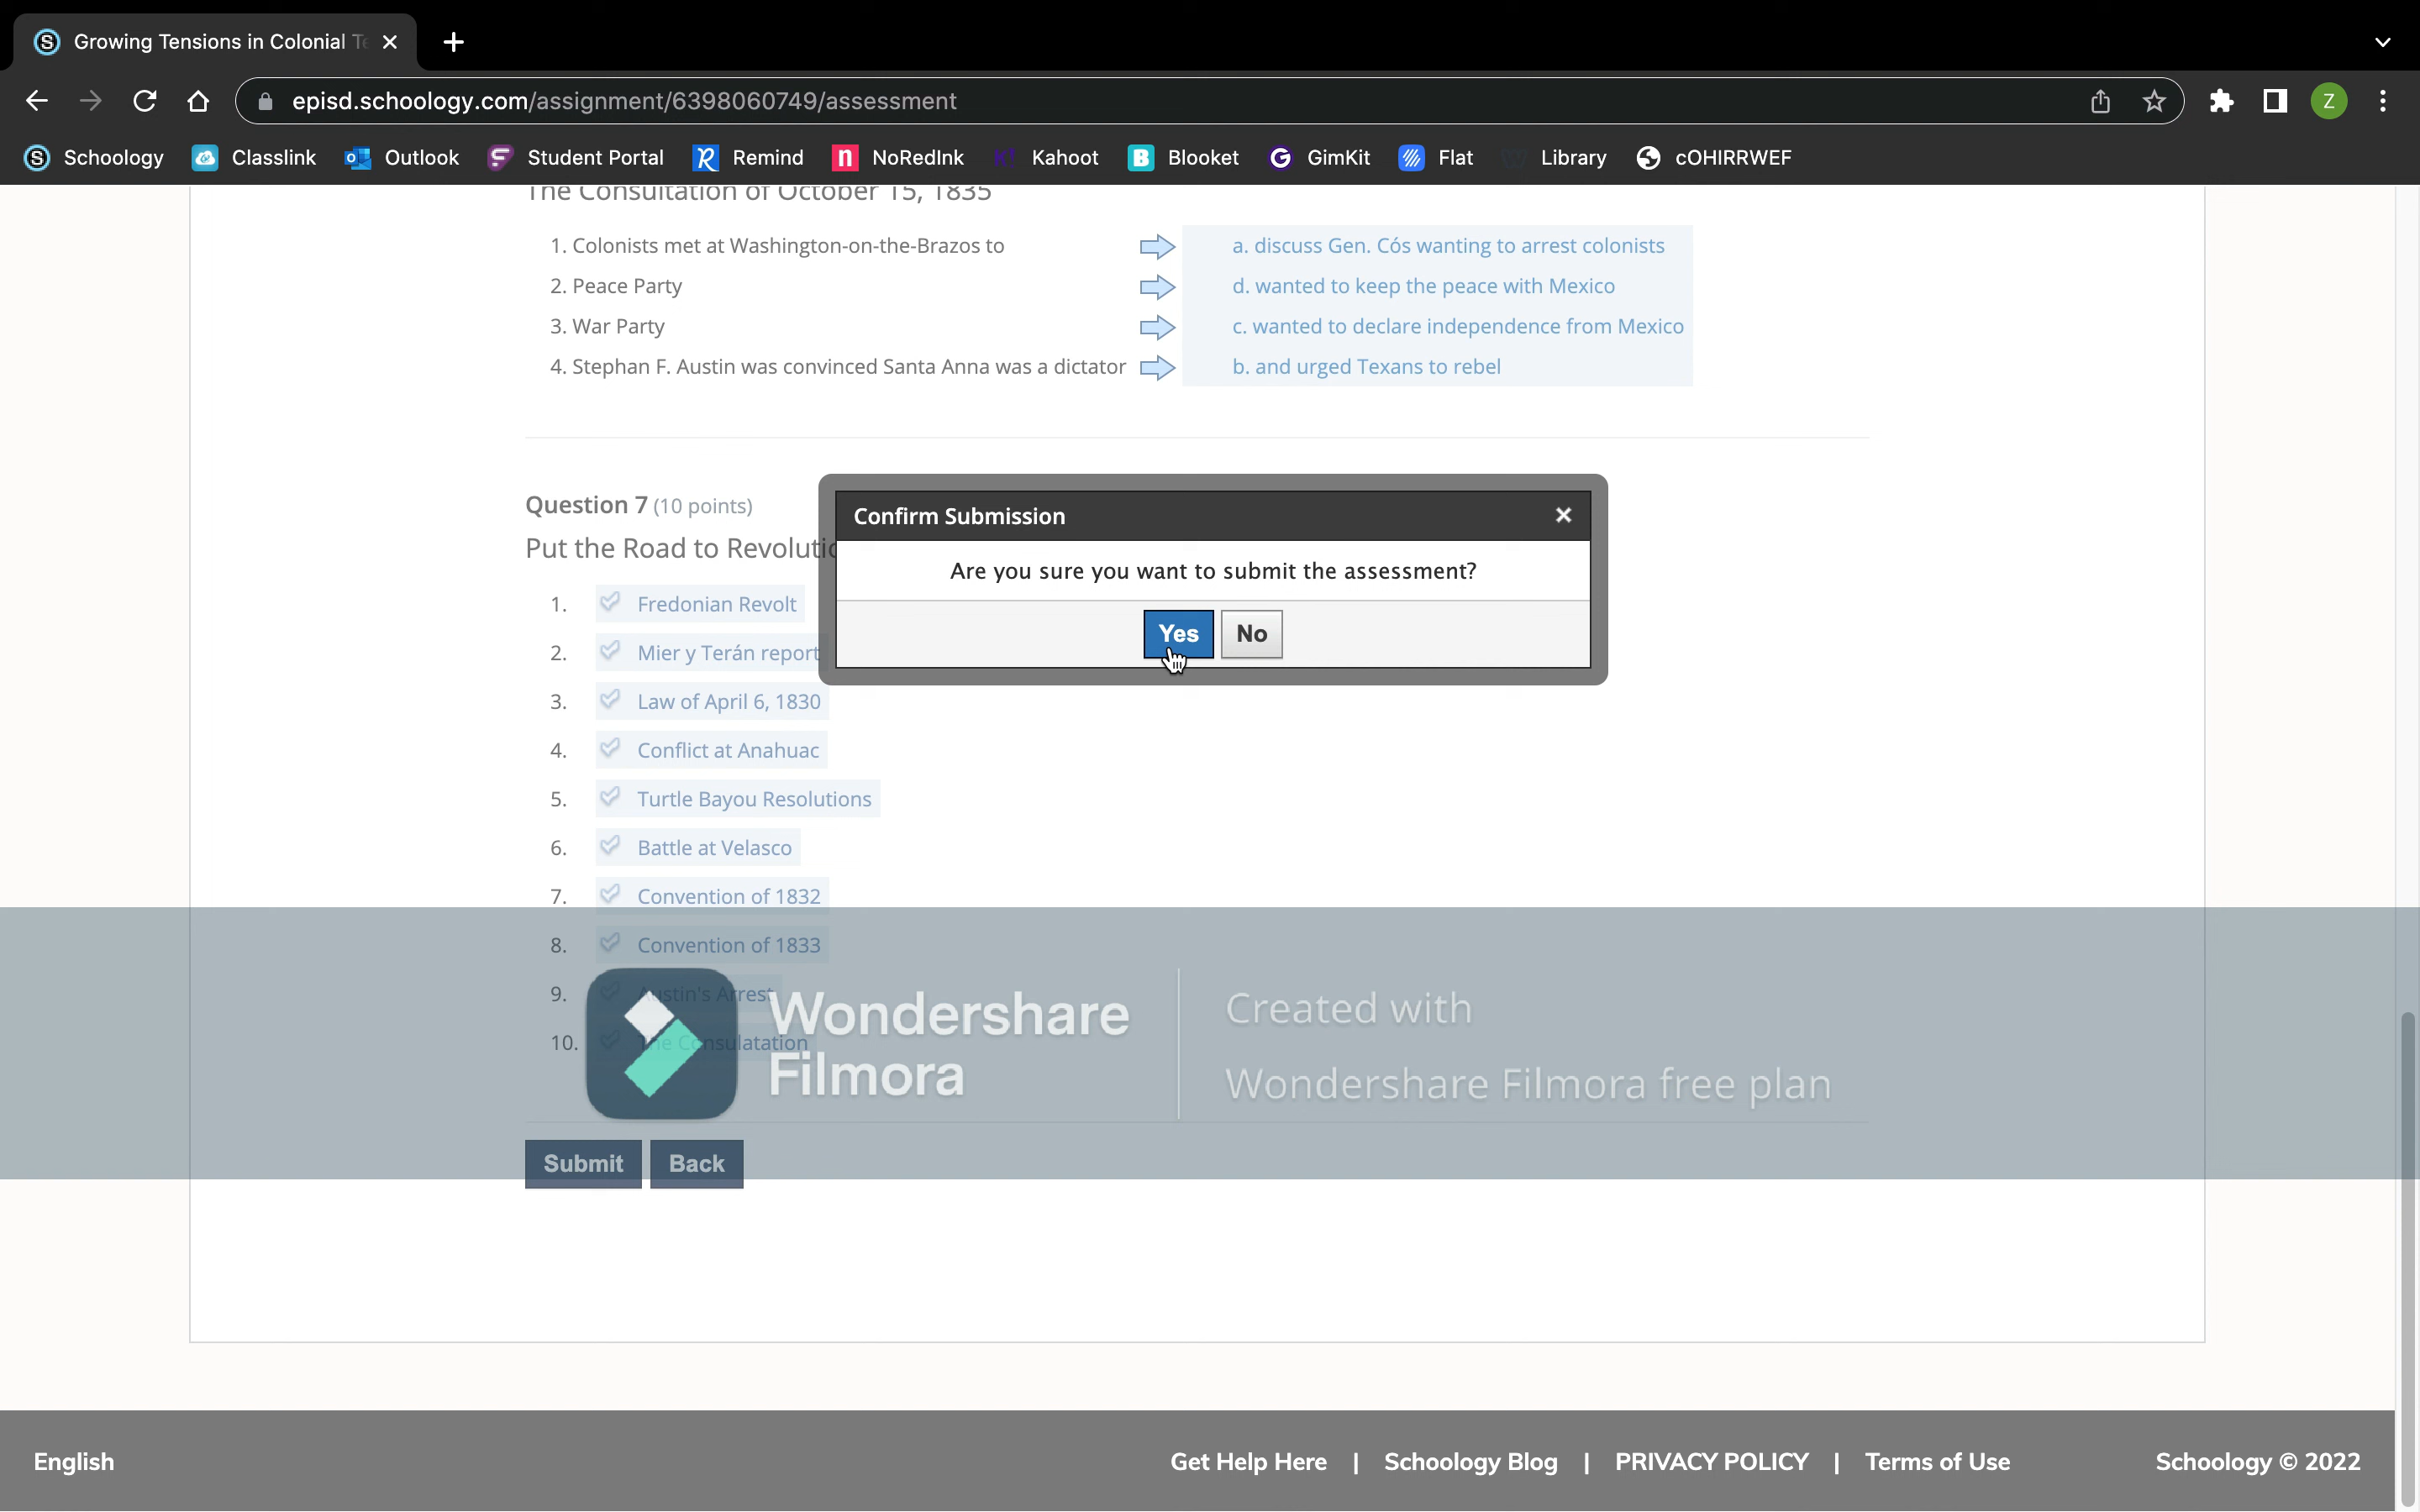 Growing Tensions in Colonial Te
episd.schoology.com/assignment/6398060749/assessment
Z
Schoology Classlink Outlook Student Portal Remind NoRedInk Kahoot Blooket GimKit Flat Library cOHIRRWEF
The Consultation of October 15, 1835
1. Colonists met at Washington-on-the-Brazos to a. discuss Gen. Cós wanting to arrest colonists
2. Peace Party d. wanted to keep the peace with Mexico
3. War Party c. wanted to declare independence from Mexico
4. Stephan F. Austin was convinced Santa Anna was a dictator b. and urged Texans to rebel
Question 7 (10 points)
Put the Road to Revolutio
Confirm Submission
Are you sure you want to submit the assessment?
Yes No
1. Fredonian Revolt
2. Mier y Terán report
3. Law of April 6, 1830
4. Conflict at Anahuac
5. Turtle Bayou Resolutions
6. Battle at Velasco
7. Convention of 1832
8. Convention of 1833
9. Austin's Arrest
10. The Consulatation
Wondershare
Filmora
Created with
Wondershare Filmora free plan
Submit Back
English Get Help Here | Schoology Blog | PRIVACY POLICY | Terms of Use Schoology © 2022